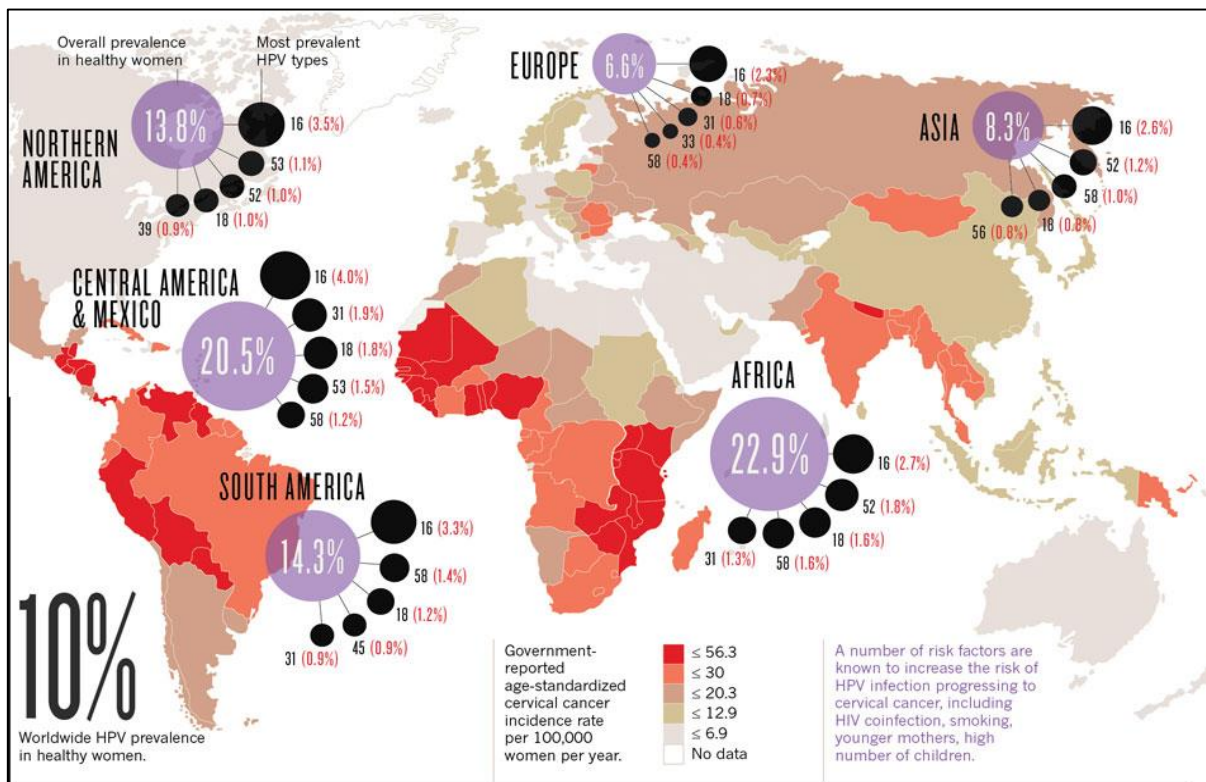 Overall prevalence
in healthy women
Most prevalent
HPV types
13.8%
NORTHERN
AMERICA
16 (3.5%)
53 (1.1%)
52 (1.0%)
18 (1.0%)
39 (0.9%)
EUROPE
6.6%
16 (2.3%)
18 (0.7%)
31 (0.6%)
33 (0.4%)
58 (0.4%)
ASIA
8.3%
16 (2.6%)
52 (1.2%)
58 (1.0%)
18 (0.8%)
56 (0.8%)
CENTRAL AMERICA
& MEXICO
20.5%
16 (4.0%)
31 (1.9%)
18 (1.8%)
53 (1.5%)
58 (1.2%)
AFRICA
22.9%
16 (2.7%)
52 (1.8%)
18 (1.6%)
58 (1.6%)
31 (1.3%)
SOUTH AMERICA
14.3%
16 (3.3%)
58 (1.4%)
18 (1.2%)
45 (0.9%)
31 (0.9%)
10%
Worldwide HPV prevalence
in healthy women.
Government-
reported
age-standardized
cervical cancer
incidence rate
per 100,000
women per year.
≤ 56.3
≤ 30
≤ 20.3
≤ 12.9
≤ 6.9
No data
A number of risk factors are
known to increase the risk of
HPV infection progressing to
cervical cancer, including
HIV coinfection, smoking,
younger mothers, high
number of children.